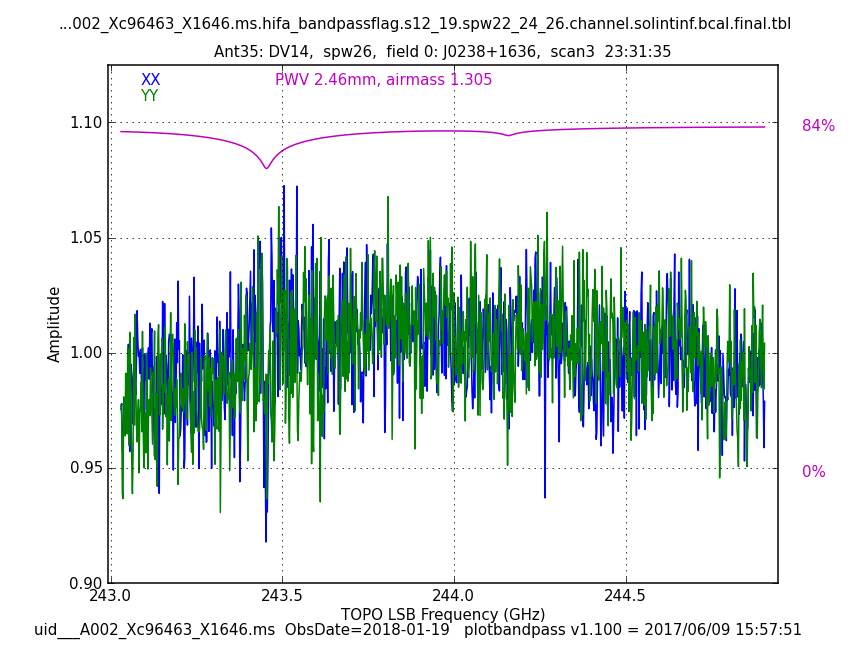 ...002_Xc96463_X1646.ms.hifa_bandpassflag.s12_19.spw22_24_26.channel.solintinf.bcal.final.tbl
Ant35: DV14,  spw26,  field 0: J0238+1636,  scan3  23:31:35
XX
PWV 2.46mm, airmass 1.305
YY
1.10
84%
1.05
Amplitude
1.00
0.95
0%
0.90
243.0 243.5 244.0 244.5
TOPO LSB Frequency (GHz)
uid___A002_Xc96463_X1646.ms  ObsDate=2018-01-19   plotbandpass v1.100 = 2017/06/09 15:57:51